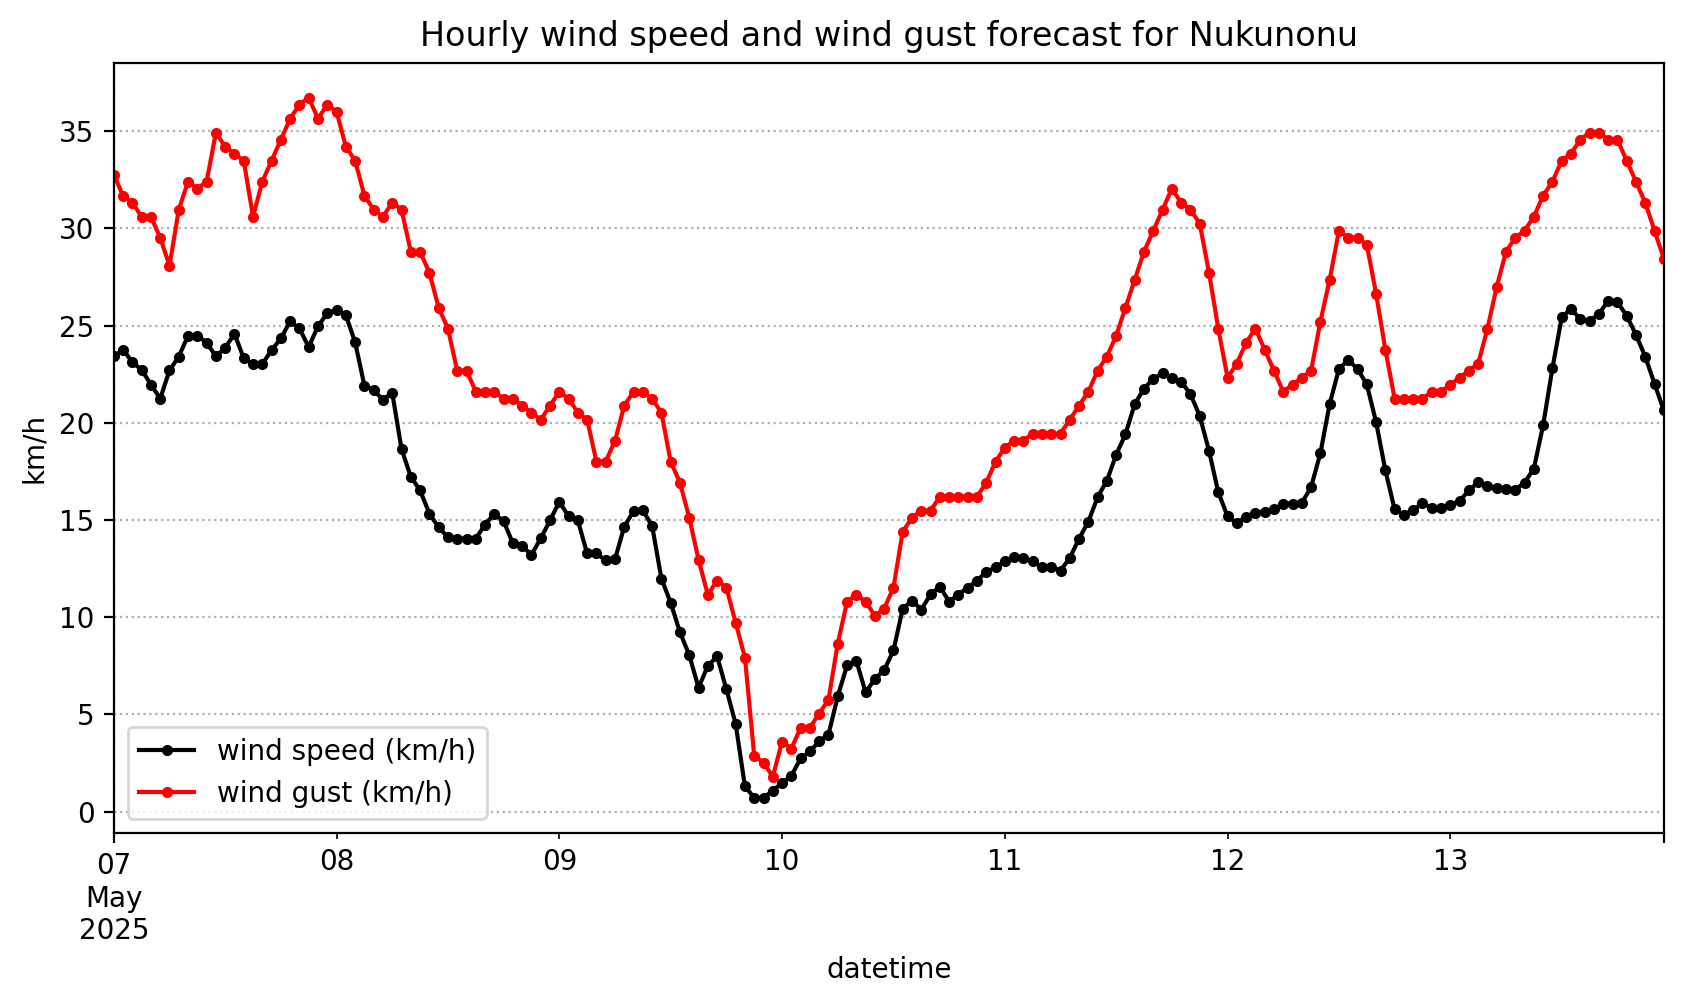 Hourly wind speed and wind gust forecast for Nukunonu
km/h
35
30
25
20
15
10
5
0
wind speed (km/h)
wind gust (km/h)
07 08 09 10 11 12 13
May
2025
datetime